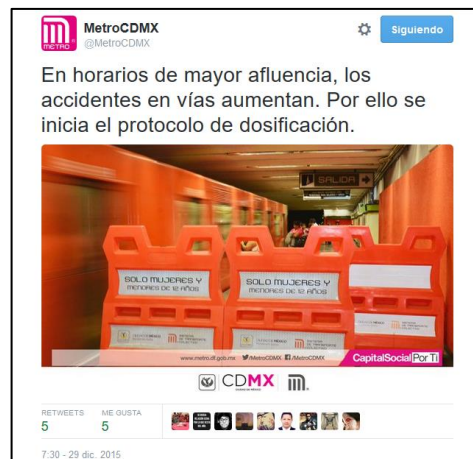 MetroCDMX
@MetroCDMX
Siguiendo
METRO
En horarios de mayor afluencia, los
accidentes en vías aumentan. Por ello se
inicia el protocolo de dosificación.
SALIDA
SOLO MUJERES Y
MENORES DE 12 AÑOS
SOLO MUJERES Y
MENORES DE 12 AÑOS
www.metro.df.gob.mx /MetroCDMX /MetroCDMX
CapitalSocial Por Ti
CDMX
RETWEETS
5
ME GUSTA
5
7:30 - 29 dic. 2015